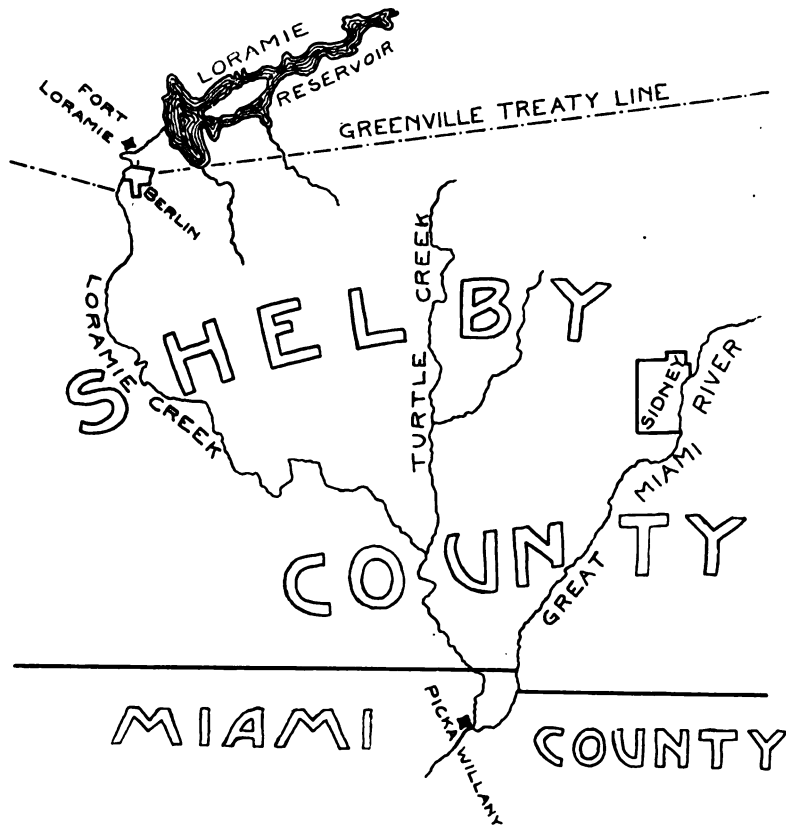 LORAMIE
RESERVOIR
FORT
LORAMIE
GREENVILLE TREATY LINE
BERLIN
TURTLE CREEK
LORAMIE CREEK
SHELBY
SIDNEY
GREAT MIAMI RIVER
COUNTY
PICKAWILLANY
MIAMI COUNTY